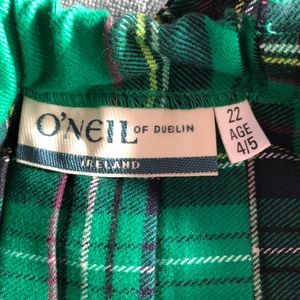 O'NEIL OF DUBLIN
IRELAND
22
AGE
4/5